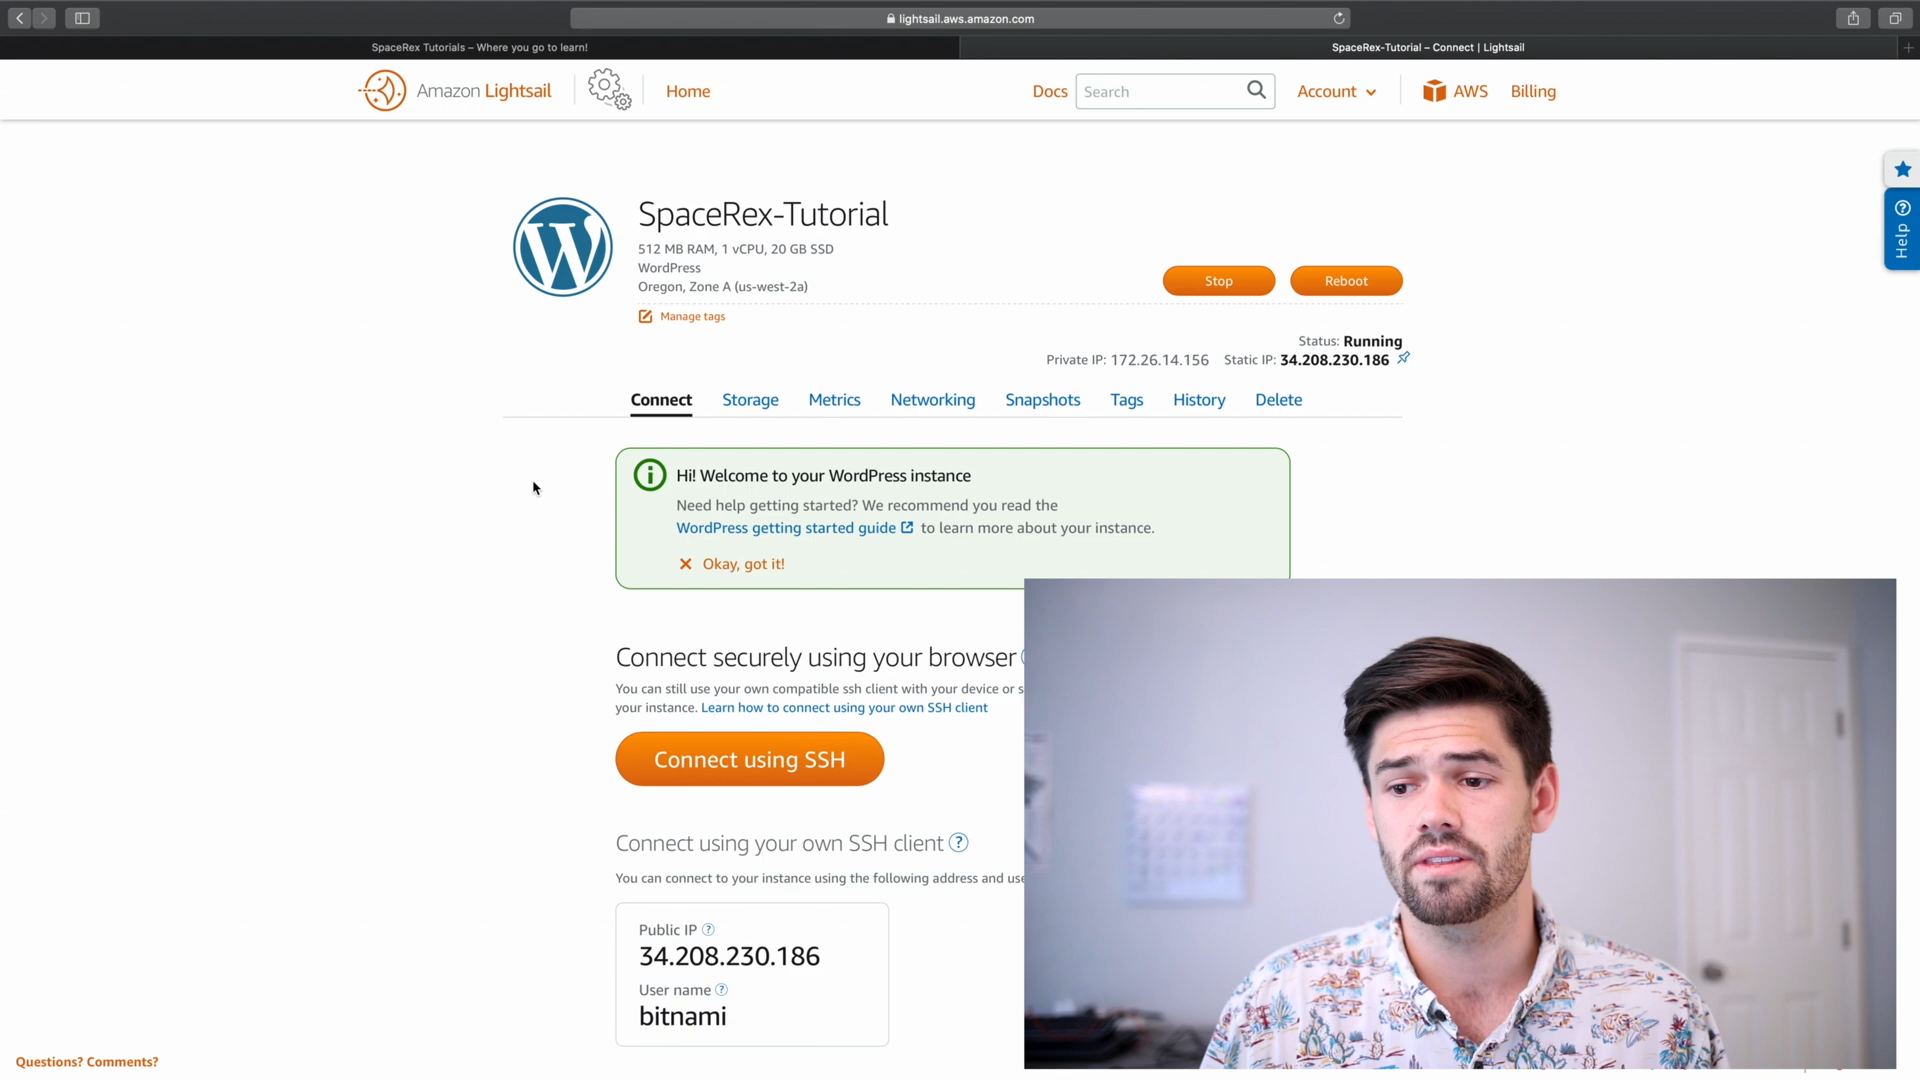 lightsail.aws.amazon.com
SpaceRex Tutorials – Where you go to learn!
SpaceRex-Tutorial – Connect | Lightsail
Amazon Lightsail
Home
Docs
Search
Account
AWS
Billing
SpaceRex-Tutorial
512 MB RAM, 1 vCPU, 20 GB SSD
WordPress
Oregon, Zone A (us-west-2a)
Stop
Reboot
Manage tags
Status: Running
Private IP: 172.26.14.156 Static IP: 34.208.230.186
Connect Storage Metrics Networking Snapshots Tags History Delete
Help
Hi! Welcome to your WordPress instance
Need help getting started? We recommend you read the
WordPress getting started guide to learn more about your instance.
Okay, got it!
Connect securely using your browser
You can still use your own compatible ssh client with your device or
your instance. Learn how to connect using your own SSH client
Connect using SSH
Connect using your own SSH client
You can connect to your instance using the following address and
Public IP
34.208.230.186
User name
bitnami
Questions? Comments?